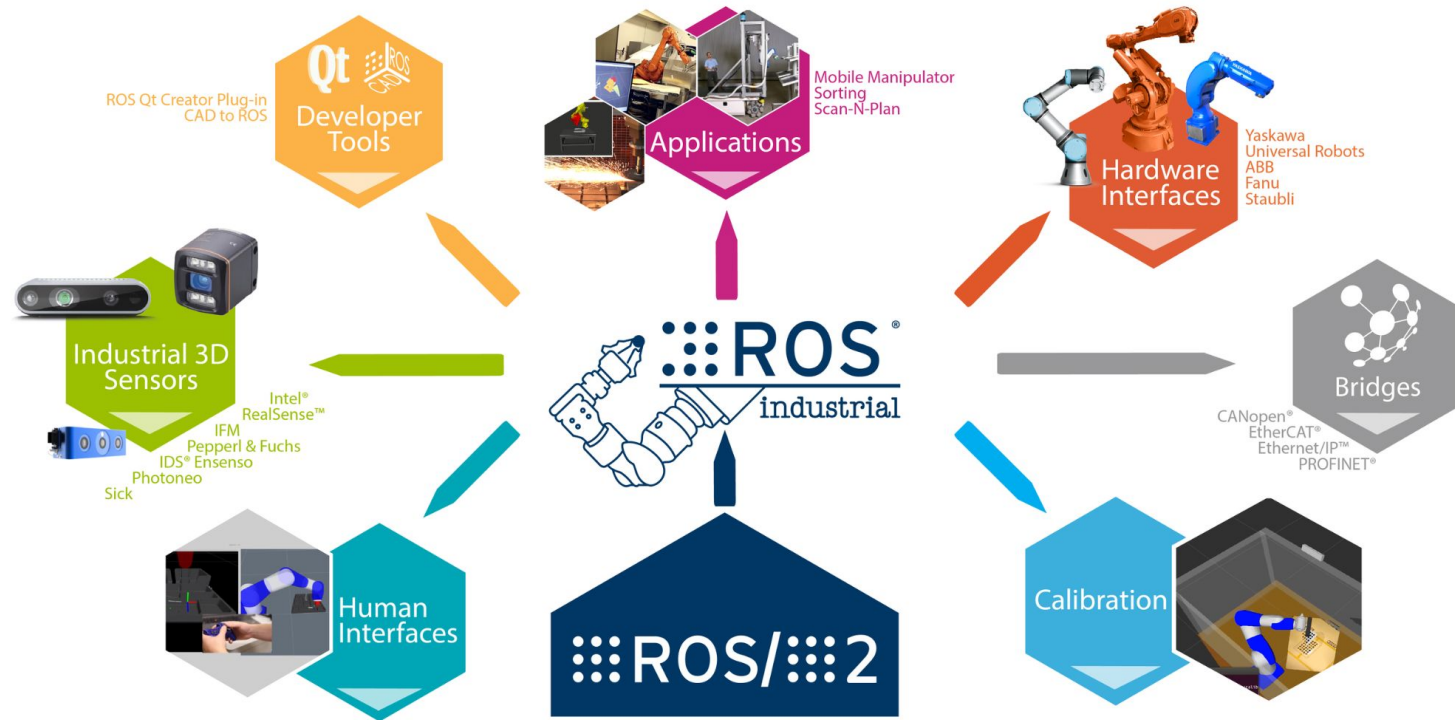 Qt
ROS
CAD
Developer
Tools
ROS Qt Creator Plug-in
CAD to ROS
Applications
Mobile Manipulator
Sorting
Scan-N-Plan
YASKAWA
Hardware
Interfaces
Yaskawa
Universal Robots
ABB
Fanu
Staubli
Industrial 3D
Sensors
Intel®
RealSense™
IFM
Pepperl & Fuchs
IDS® Ensenso
Photoneo
Sick
ROS®
industrial
Bridges
CANopen®
EtherCAT®
Ethernet/IP™
PROFINET®
Human
Interfaces
ROS/2
Calibration